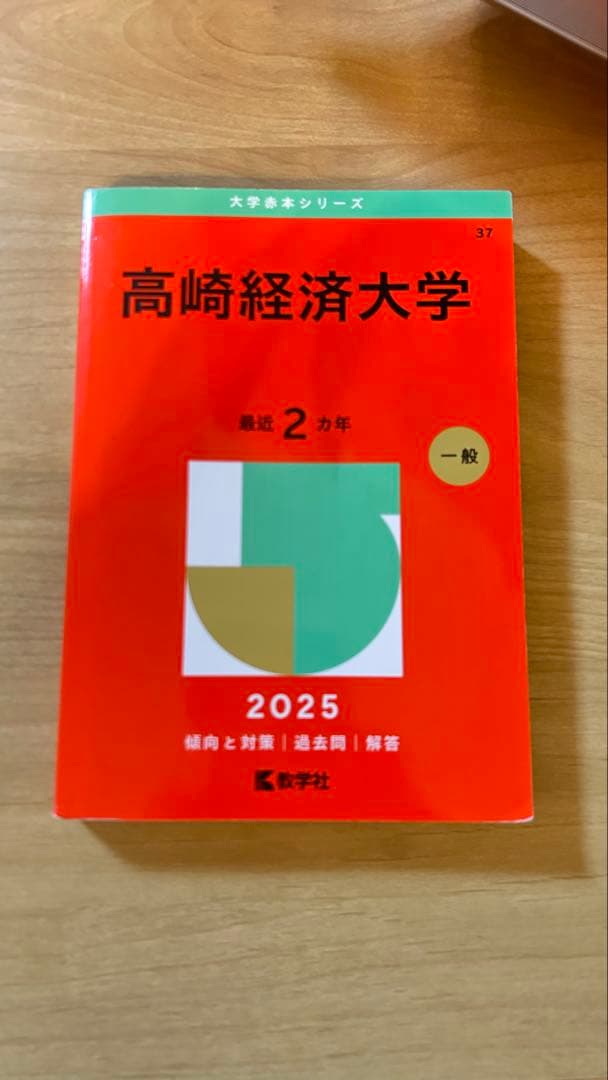 大学赤本シリーズ
37
高崎経済大学
最近2カ年
一般
2025
傾向と対策｜過去問｜解答
教学社